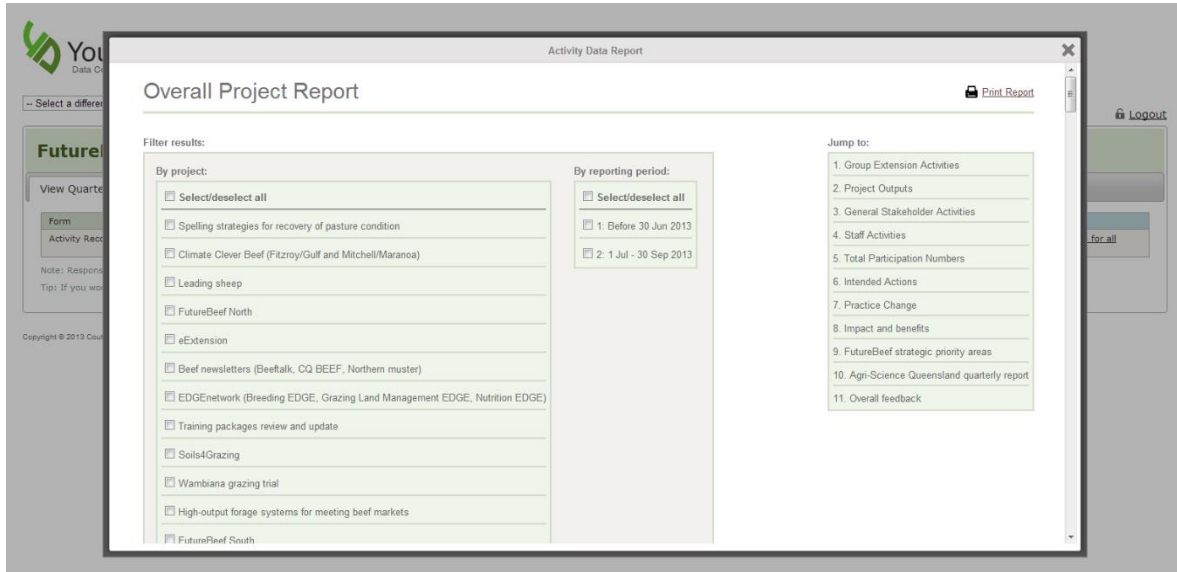 You
Data C
Activity Data Report
-- Select a differe
Logout
Overall Project Report
Print Report
Future
View Quarte
Form
Activity Reco
for all
Note: Respons
Tip: If you wo
Copyright © 2013 Cout
Filter results:
By project:
Select/deselect all
Spelling strategies for recovery of pasture condition
Climate Clever Beef (Fitzroy/Gulf and Mitchell/Maranoa)
Leading sheep
FutureBeef North
eExtension
Beef newsletters (Beeftalk, CQ BEEF, Northern muster)
EDGEnetwork (Breeding EDGE, Grazing Land Management EDGE, Nutrition EDGE)
Training packages review and update
Soils4Grazing
Wambiana grazing trial
High-output forage systems for meeting beef markets
FutureBeef South
By reporting period:
Select/deselect all
1: Before 30 Jun 2013
2: 1 Jul - 30 Sep 2013
Jump to:
1. Group Extension Activities
2. Project Outputs
3. General Stakeholder Activities
4. Staff Activities
5. Total Participation Numbers
6. Intended Actions
7. Practice Change
8. Impact and benefits
9. FutureBeef strategic priority areas
10. Agri-Science Queensland quarterly report
11. Overall feedback